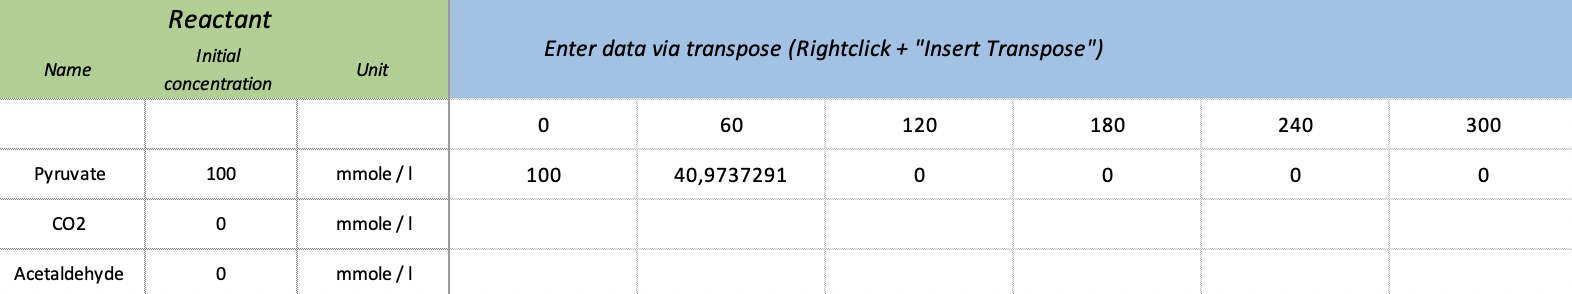 Reactant
Name Initial concentration Unit
Enter data via transpose (Rightclick + "Insert Transpose")
0 60 120 180 240 300
Pyruvate 100 mmole / l 100 40,9737291 0 0 0 0
CO2 0 mmole / l
Acetaldehyde 0 mmole / l